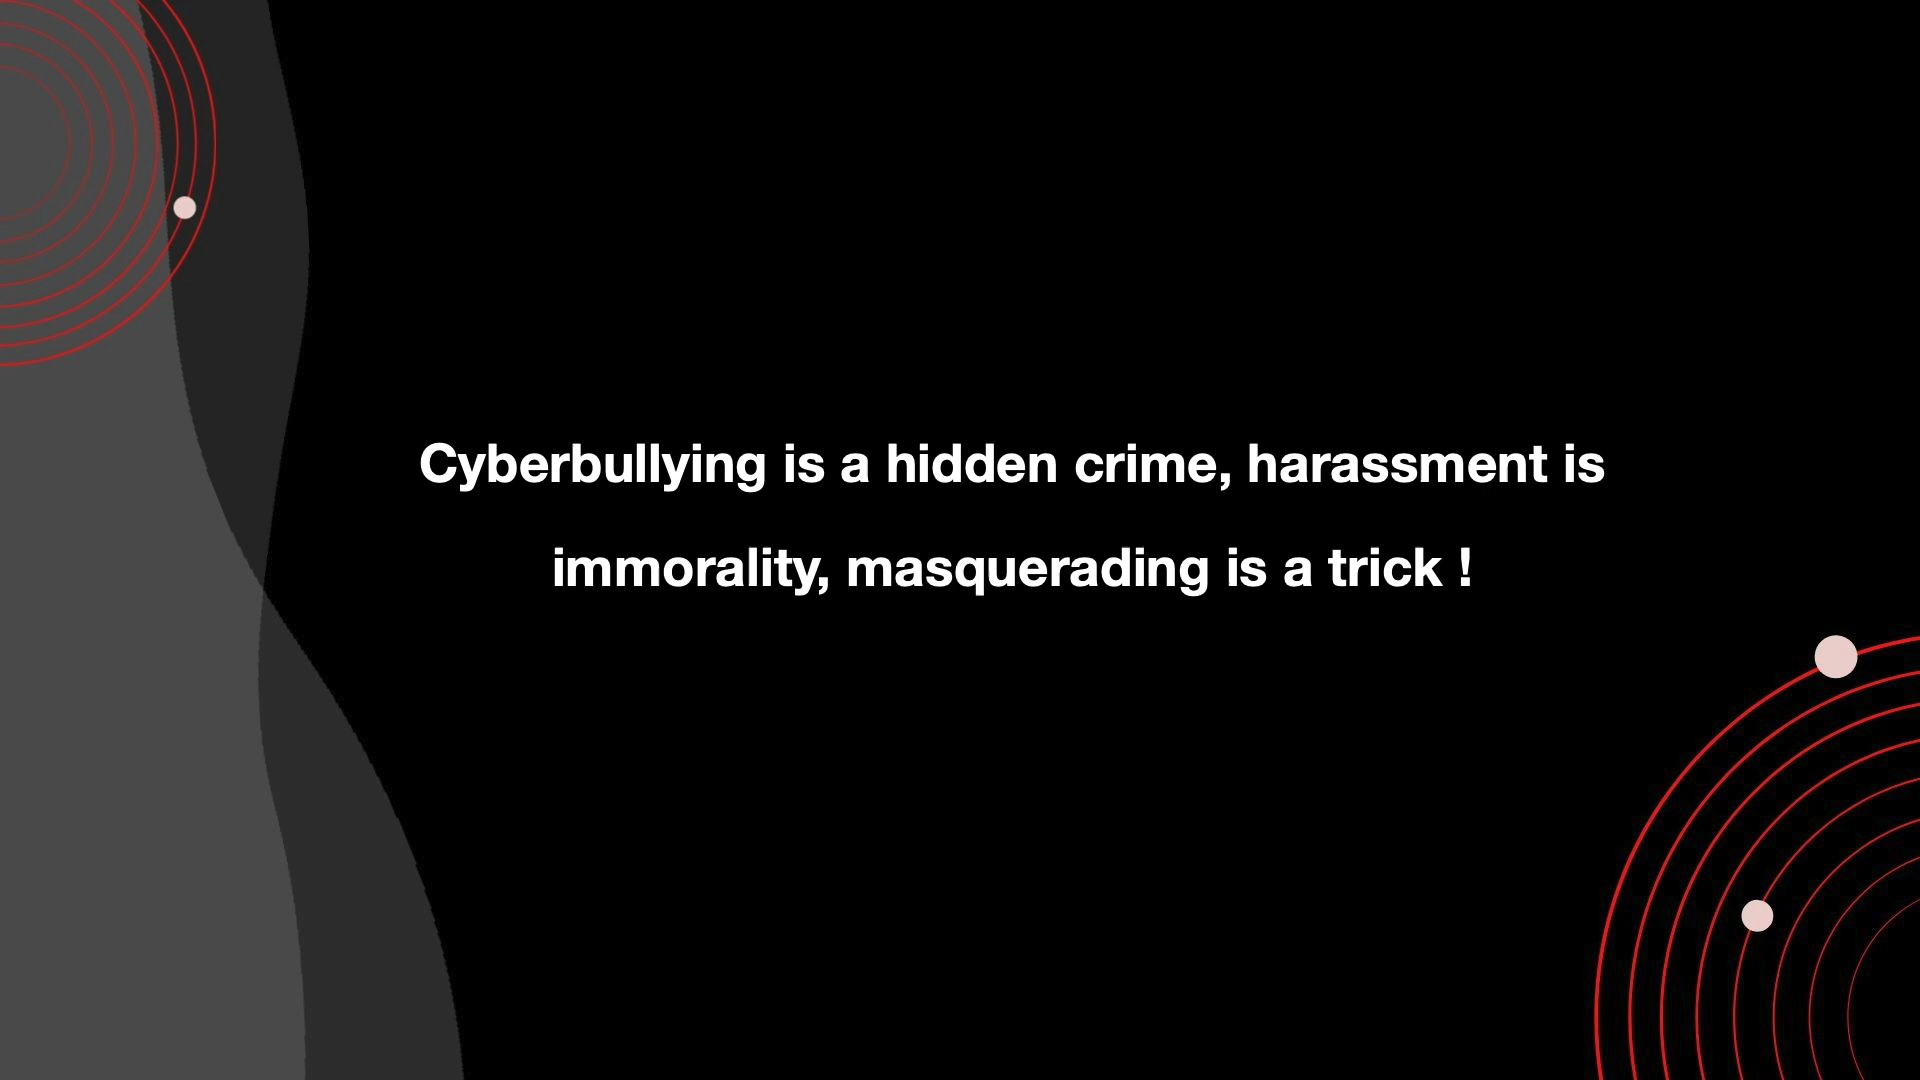 Cyberbullying is a hidden crime, harassment is
immorality, masquerading is a trick !